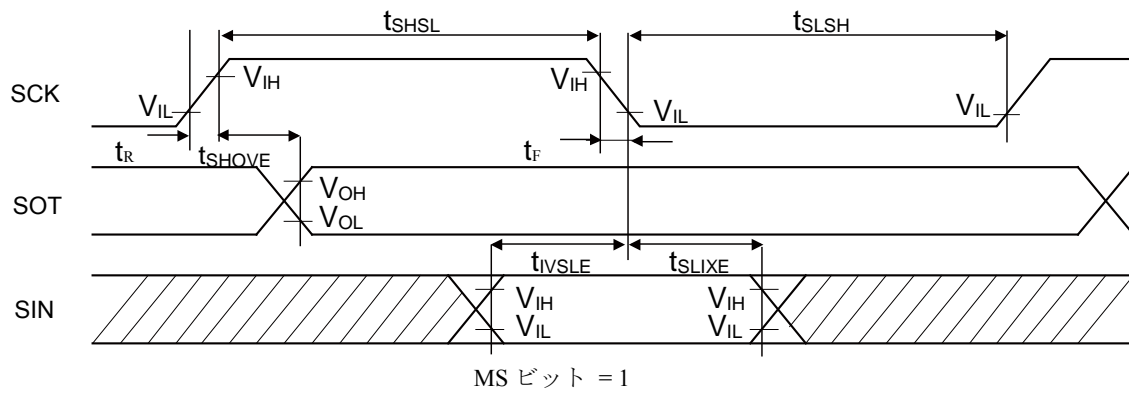 tSHSL tSLSH
SCK
VIH VIH
VIL VIL VIL
tR tSHOVE tF
SOT
VOH
VOL
tIVSLE tSLIXE
SIN
VIH VIH
VIL VIL
MS ビット = 1